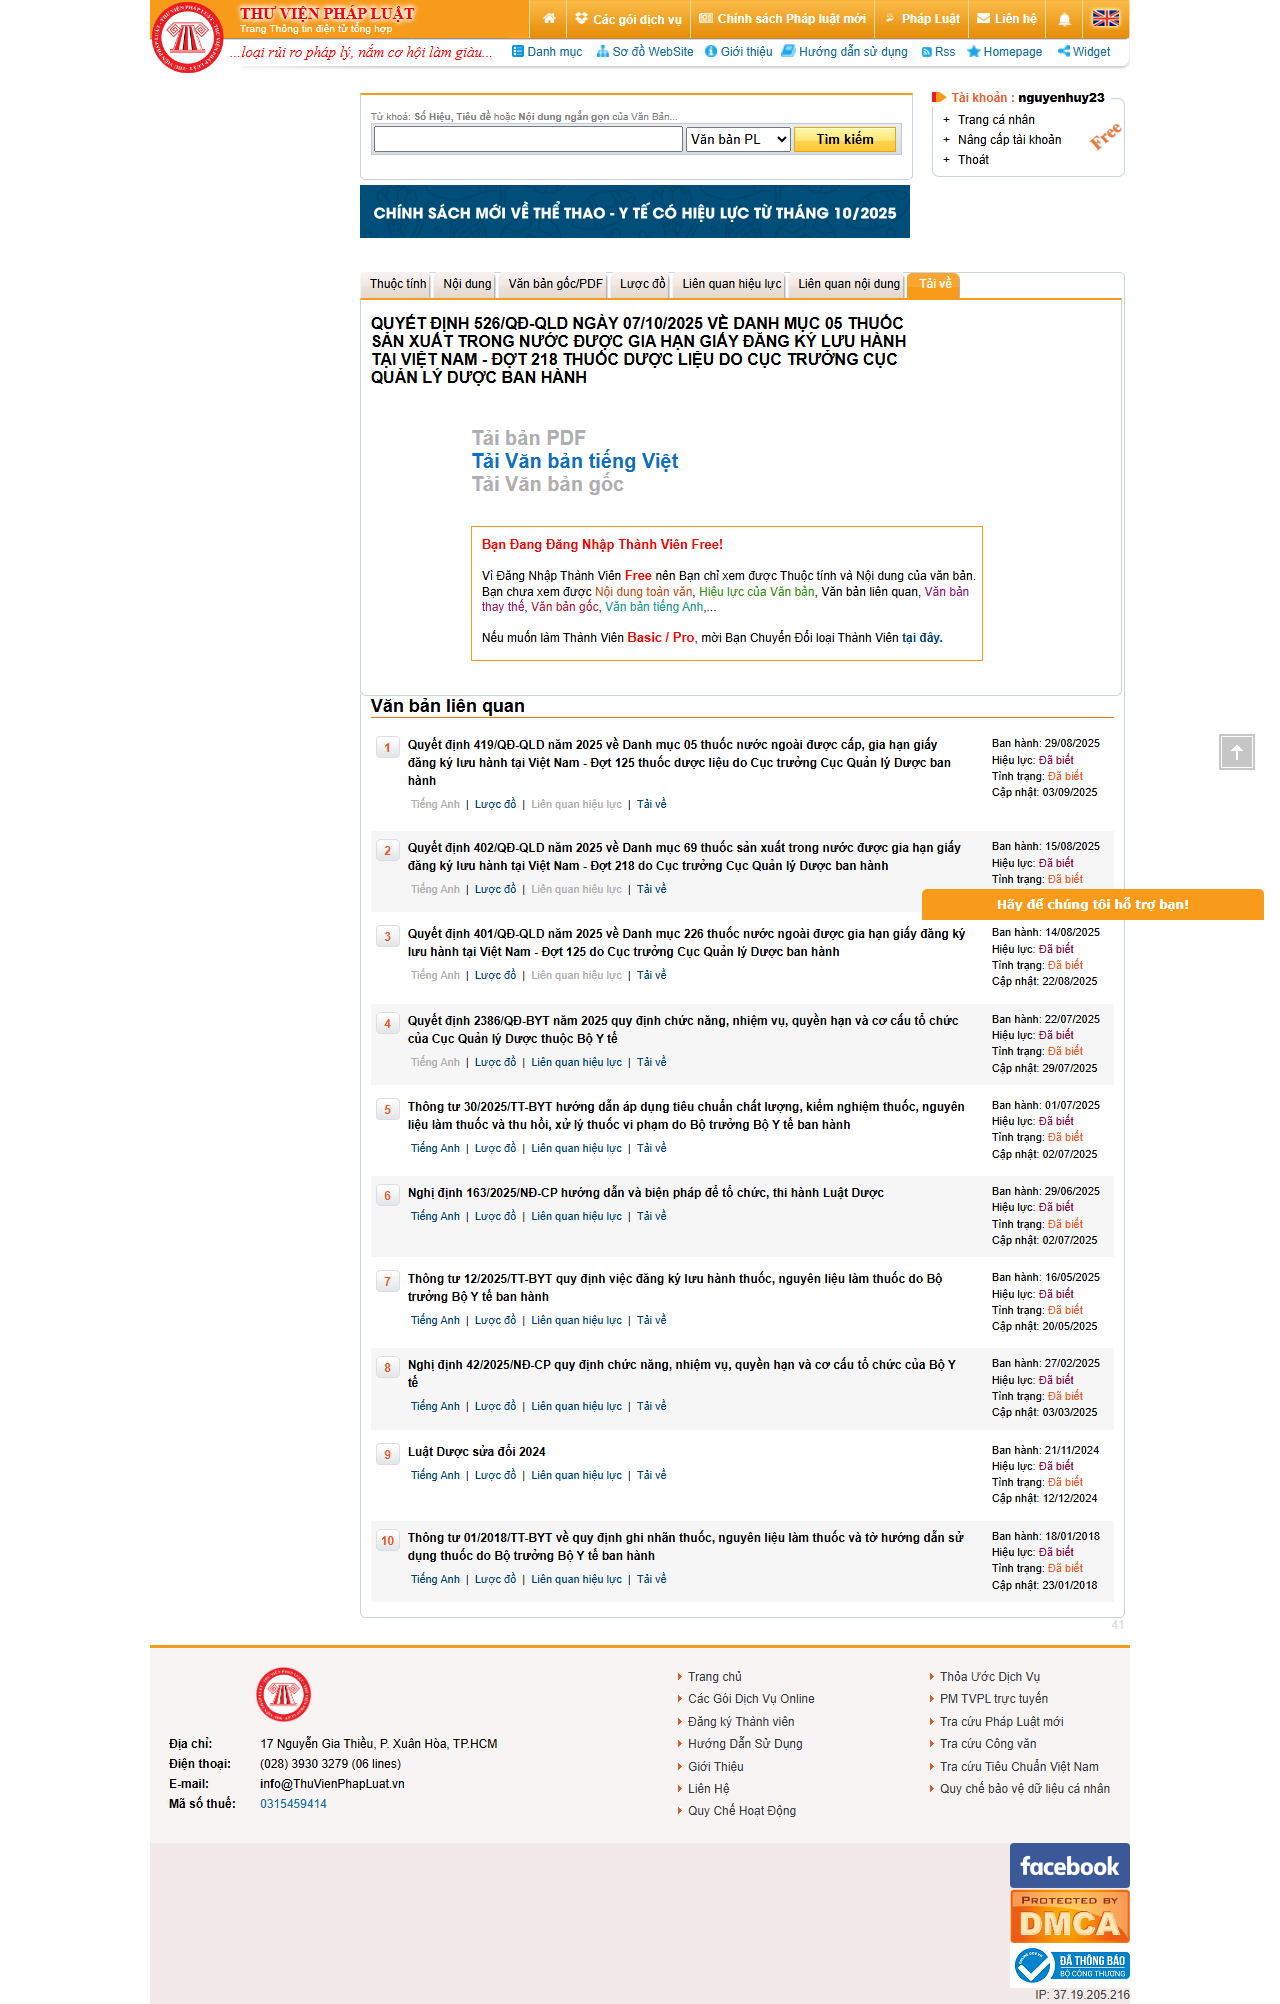 THƯ VIỆN PHÁP LUẬT
Trang Thông tin điện tử tổng hợp
Các gói dịch vụ
Chính sách Pháp luật mới
Pháp Luật
Liên hệ
...loại rủi ro pháp lý, nắm cơ hội làm giàu...
Danh mục
Sơ đồ WebSite
Giới thiệu
Hướng dẫn sử dụng
Rss
Homepage
Widget
Từ khoá: Số Hiệu, Tiêu đề hoặc Nội dung ngắn gọn của Văn Bản...
Văn bản PL
Tìm kiếm
Tài khoản : nguyenhuy23
+ Trang cá nhân
+ Nâng cấp tài khoản
+ Thoát
Free
CHÍNH SÁCH MỚI VỀ THỂ THAO - Y TẾ CÓ HIỆU LỰC TỪ THÁNG 10/2025
Thuộc tính
Nội dung
Văn bản gốc/PDF
Lược đồ
Liên quan hiệu lực
Liên quan nội dung
Tải về
QUYẾT ĐỊNH 526/QĐ-QLD NGÀY 07/10/2025 VỀ DANH MỤC 05 THUỐC
SẢN XUẤT TRONG NƯỚC ĐƯỢC GIA HẠN GIẤY ĐĂNG KÝ LƯU HÀNH
TẠI VIỆT NAM - ĐỢT 218 THUỐC DƯỢC LIỆU DO CỤC TRƯỞNG CỤC
QUẢN LÝ DƯỢC BAN HÀNH
Tải bản PDF
Tải Văn bản tiếng Việt
Tải Văn bản gốc
Bạn Đang Đăng Nhập Thành Viên Free!
Vì Đăng Nhập Thành Viên Free nên Bạn chỉ xem được Thuộc tính và Nội dung của văn bản.
Bạn chưa xem được Nội dung toàn văn, Hiệu lực của Văn bản, Văn bản liên quan, Văn bản
thay thế, Văn bản gốc, Văn bản tiếng Anh,...
Nếu muốn làm Thành Viên Basic / Pro, mời Bạn Chuyển Đổi loại Thành Viên tại đây.
Văn bản liên quan
1
Quyết định 419/QĐ-QLD năm 2025 về Danh mục 05 thuốc nước ngoài được cấp, gia hạn giấy
đăng ký lưu hành tại Việt Nam - Đợt 125 thuốc dược liệu do Cục trưởng Cục Quản lý Dược ban
hành
Tiếng Anh | Lược đồ | Liên quan hiệu lực | Tải về
Ban hành: 29/08/2025
Hiệu lực: Đã biết
Tình trạng: Đã biết
Cập nhật: 03/09/2025
2
Quyết định 402/QĐ-QLD năm 2025 về Danh mục 69 thuốc sản xuất trong nước được gia hạn giấy
đăng ký lưu hành tại Việt Nam - Đợt 218 do Cục trưởng Cục Quản lý Dược ban hành
Tiếng Anh | Lược đồ | Liên quan hiệu lực | Tải về
Ban hành: 15/08/2025
Hiệu lực: Đã biết
Tình trạng: Đã biết
Hãy để chúng tôi hỗ trợ bạn!
3
Quyết định 401/QĐ-QLD năm 2025 về Danh mục 226 thuốc nước ngoài được gia hạn giấy đăng ký
lưu hành tại Việt Nam - Đợt 125 do Cục trưởng Cục Quản lý Dược ban hành
Tiếng Anh | Lược đồ | Liên quan hiệu lực | Tải về
Ban hành: 14/08/2025
Hiệu lực: Đã biết
Tình trạng: Đã biết
Cập nhật: 22/08/2025
4
Quyết định 2386/QĐ-BYT năm 2025 quy định chức năng, nhiệm vụ, quyền hạn và cơ cấu tổ chức
của Cục Quản lý Dược thuộc Bộ Y tế
Tiếng Anh | Lược đồ | Liên quan hiệu lực | Tải về
Ban hành: 22/07/2025
Hiệu lực: Đã biết
Tình trạng: Đã biết
Cập nhật: 29/07/2025
5
Thông tư 30/2025/TT-BYT hướng dẫn áp dụng tiêu chuẩn chất lượng, kiểm nghiệm thuốc, nguyên
liệu làm thuốc và thu hồi, xử lý thuốc vi phạm do Bộ trưởng Bộ Y tế ban hành
Tiếng Anh | Lược đồ | Liên quan hiệu lực | Tải về
Ban hành: 01/07/2025
Hiệu lực: Đã biết
Tình trạng: Đã biết
Cập nhật: 02/07/2025
6
Nghị định 163/2025/NĐ-CP hướng dẫn và biện pháp để tổ chức, thi hành Luật Dược
Tiếng Anh | Lược đồ | Liên quan hiệu lực | Tải về
Ban hành: 29/06/2025
Hiệu lực: Đã biết
Tình trạng: Đã biết
Cập nhật: 02/07/2025
7
Thông tư 12/2025/TT-BYT quy định việc đăng ký lưu hành thuốc, nguyên liệu làm thuốc do Bộ
trưởng Bộ Y tế ban hành
Tiếng Anh | Lược đồ | Liên quan hiệu lực | Tải về
Ban hành: 16/05/2025
Hiệu lực: Đã biết
Tình trạng: Đã biết
Cập nhật: 20/05/2025
8
Nghị định 42/2025/NĐ-CP quy định chức năng, nhiệm vụ, quyền hạn và cơ cấu tổ chức của Bộ Y
tế
Tiếng Anh | Lược đồ | Liên quan hiệu lực | Tải về
Ban hành: 27/02/2025
Hiệu lực: Đã biết
Tình trạng: Đã biết
Cập nhật: 03/03/2025
9
Luật Dược sửa đổi 2024
Tiếng Anh | Lược đồ | Liên quan hiệu lực | Tải về
Ban hành: 21/11/2024
Hiệu lực: Đã biết
Tình trạng: Đã biết
Cập nhật: 12/12/2024
10
Thông tư 01/2018/TT-BYT về quy định ghi nhãn thuốc, nguyên liệu làm thuốc và tờ hướng dẫn sử
dụng thuốc do Bộ trưởng Bộ Y tế ban hành
Tiếng Anh | Lược đồ | Liên quan hiệu lực | Tải về
Ban hành: 18/01/2018
Hiệu lực: Đã biết
Tình trạng: Đã biết
Cập nhật: 23/01/2018
41
Địa chỉ: 17 Nguyễn Gia Thiều, P. Xuân Hòa, TP.HCM
Điện thoại: (028) 3930 3279 (06 lines)
E-mail: info@ThuVienPhapLuat.vn
Mã số thuế: 0315459414
Trang chủ
Các Gói Dịch Vụ Online
Đăng ký Thành viên
Hướng Dẫn Sử Dụng
Giới Thiệu
Liên Hệ
Quy Chế Hoạt Động
Thỏa Ước Dịch Vụ
PM TVPL trực tuyến
Tra cứu Pháp Luật mới
Tra cứu Công văn
Tra cứu Tiêu Chuẩn Việt Nam
Quy chế bảo vệ dữ liệu cá nhân
facebook
PROTECTED BY
DMCA
ĐÃ THÔNG BÁO
BỘ CÔNG THƯƠNG
IP: 37.19.205.216